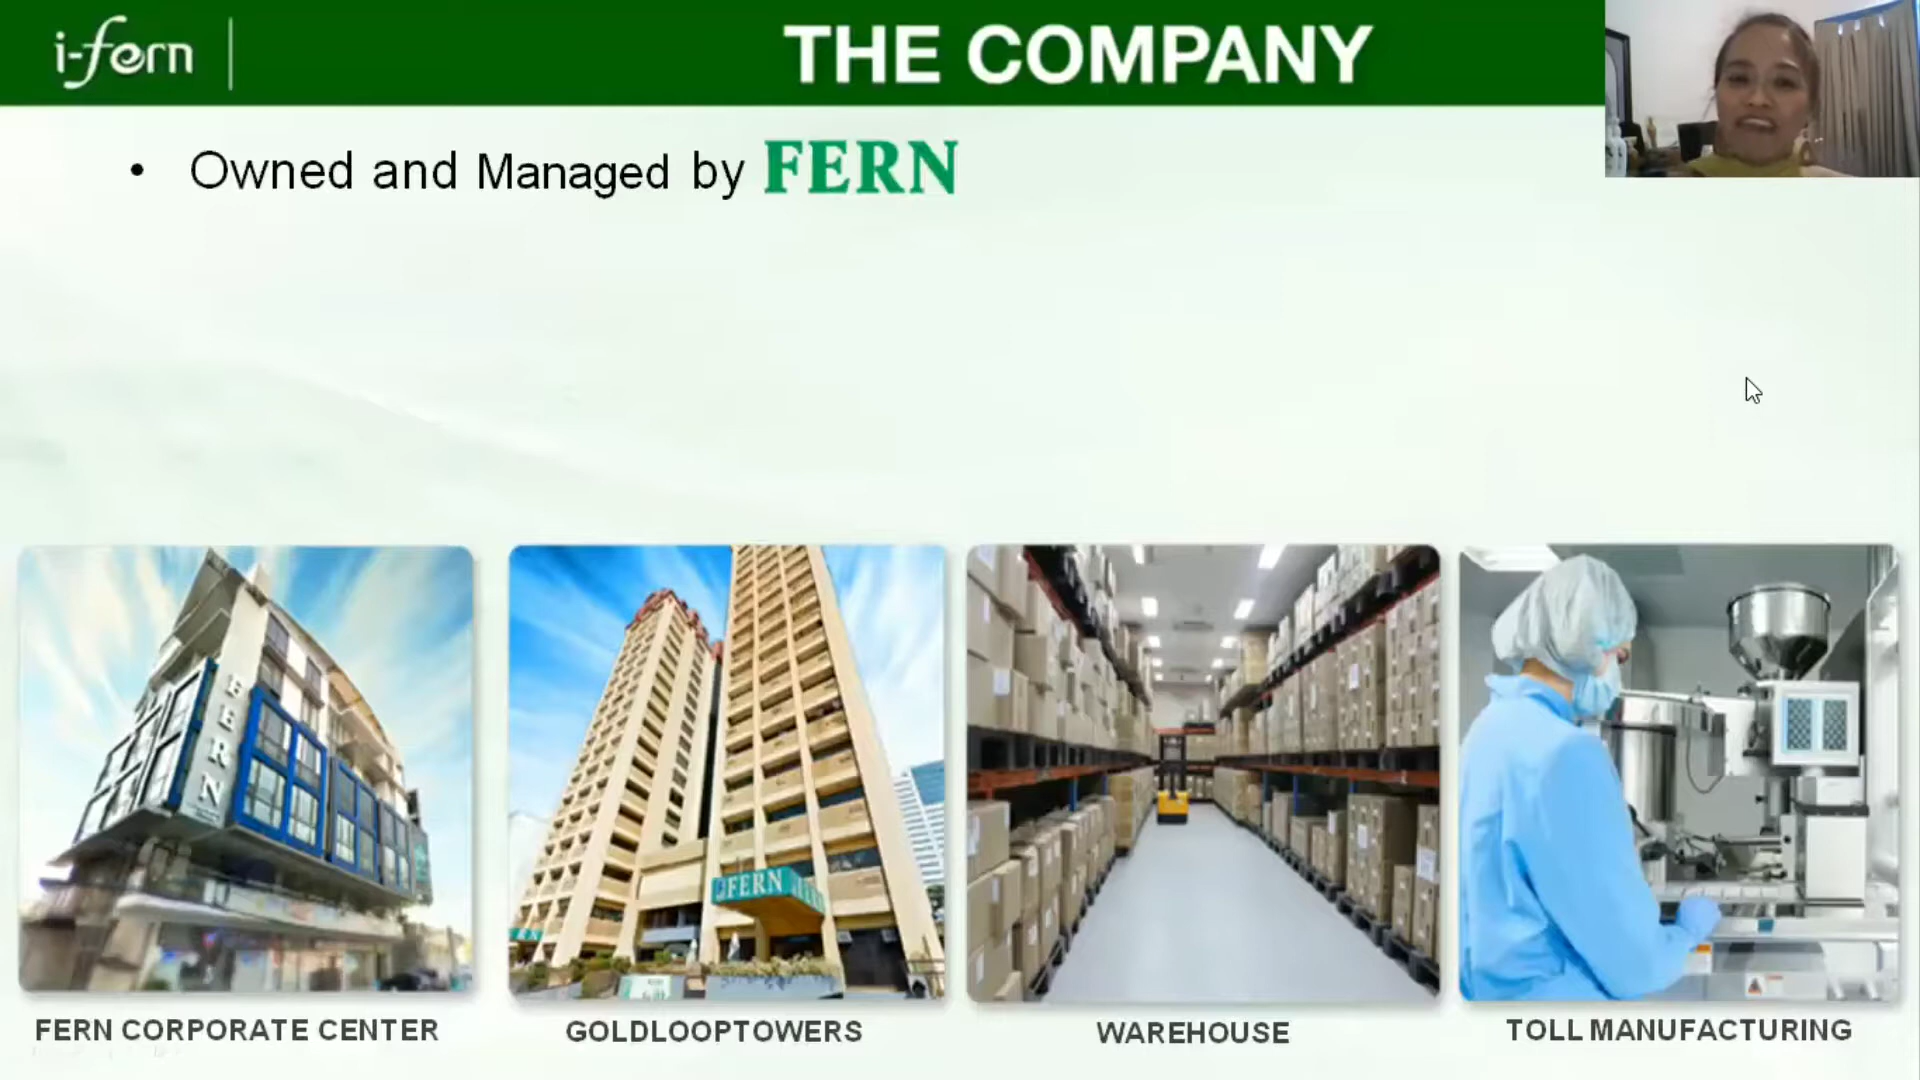 i-fern
THE COMPANY
• Owned and Managed by FERN
FERN
FERN
FERN CORPORATE CENTER
GOLDLOOPTOWERS
WAREHOUSE
TOLL MANUFACTURING